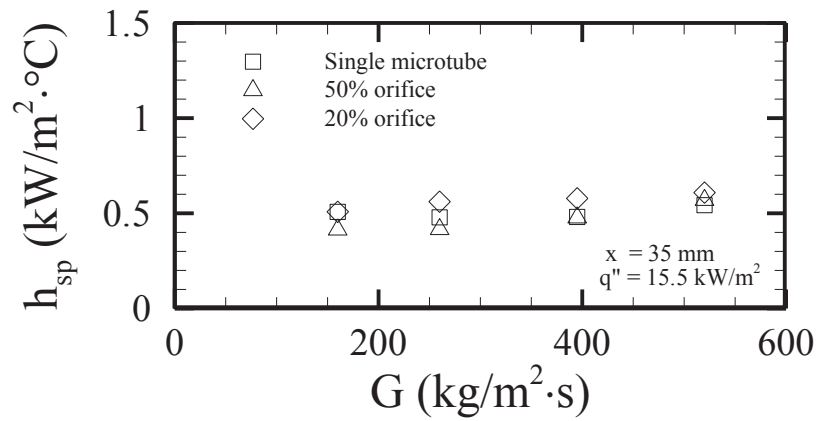 1.5
1
0.5
0
h_sp (kW/m²·°C)
Single microtube
50% orifice
20% orifice
x = 35 mm
q" = 15.5 kW/m²
0 200 400 600
G (kg/m²·s)